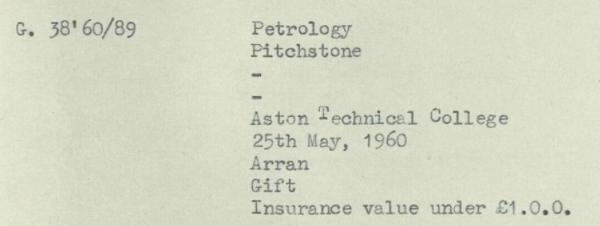 G. 38'60/89 Petrology
Pitchstone
-
-
Aston Technical College
25th May, 1960
Arran
Gift
Insurance value under £1.0.0.